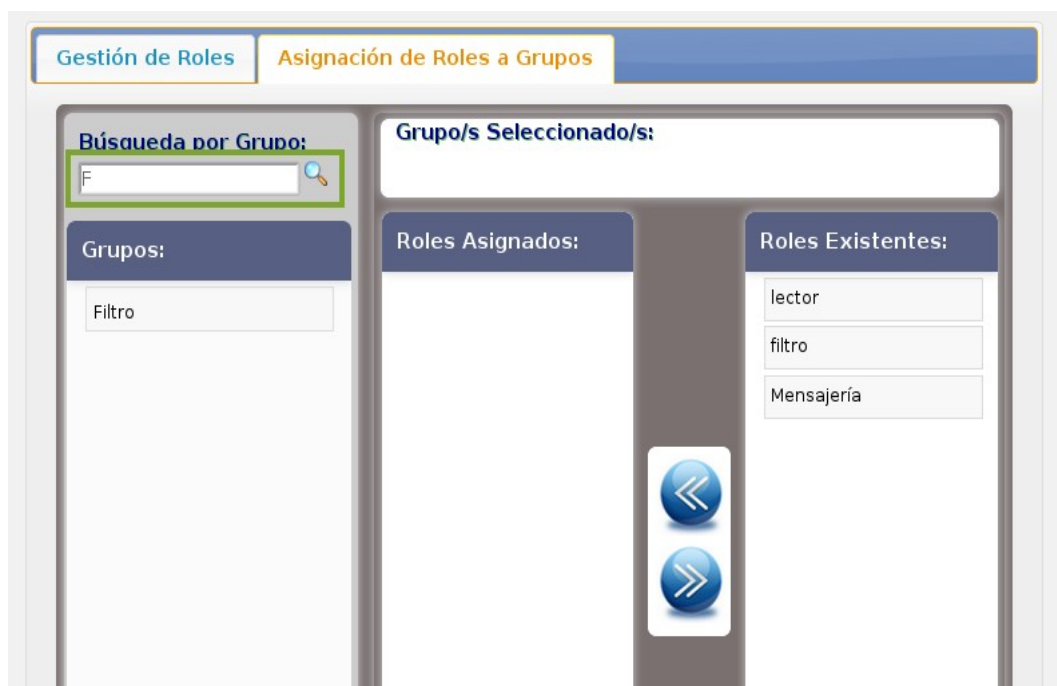 Gestión de Roles
Asignación de Roles a Grupos
Búsqueda por Grupo:
F
Grupos:
Filtro
Grupo/s Seleccionado/s:
Roles Asignados:
Roles Existentes:
lector
filtro
Mensajería